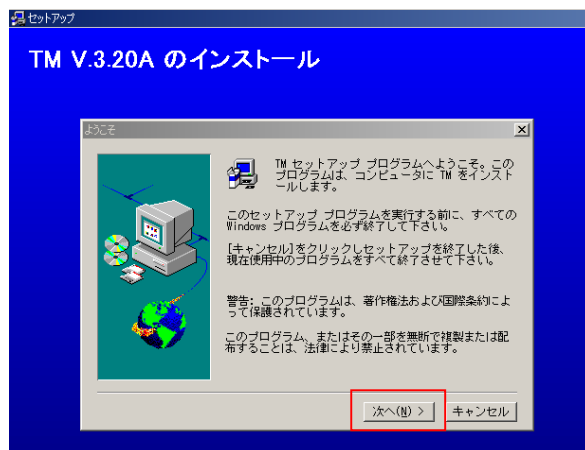 セットアップ
TM V.3.20A のインストール
ようこそ
TM セットアップ プログラムへようこそ。この
プログラムは、コンピュータに TM をインスト
ールします。
このセットアップ プログラムを実行する前に、すべての
Windows プログラムを必ず終了して下さい。
[キャンセル]をクリックしセットアップを終了した後、
現在使用中のプログラムをすべて終了させて下さい。
警告: このプログラムは、著作権法および国際条約によ
って保護されています。
このプログラム、またはその一部を無断で複製または配
布することは、法律により禁止されています。
次へ(N) >
キャンセル